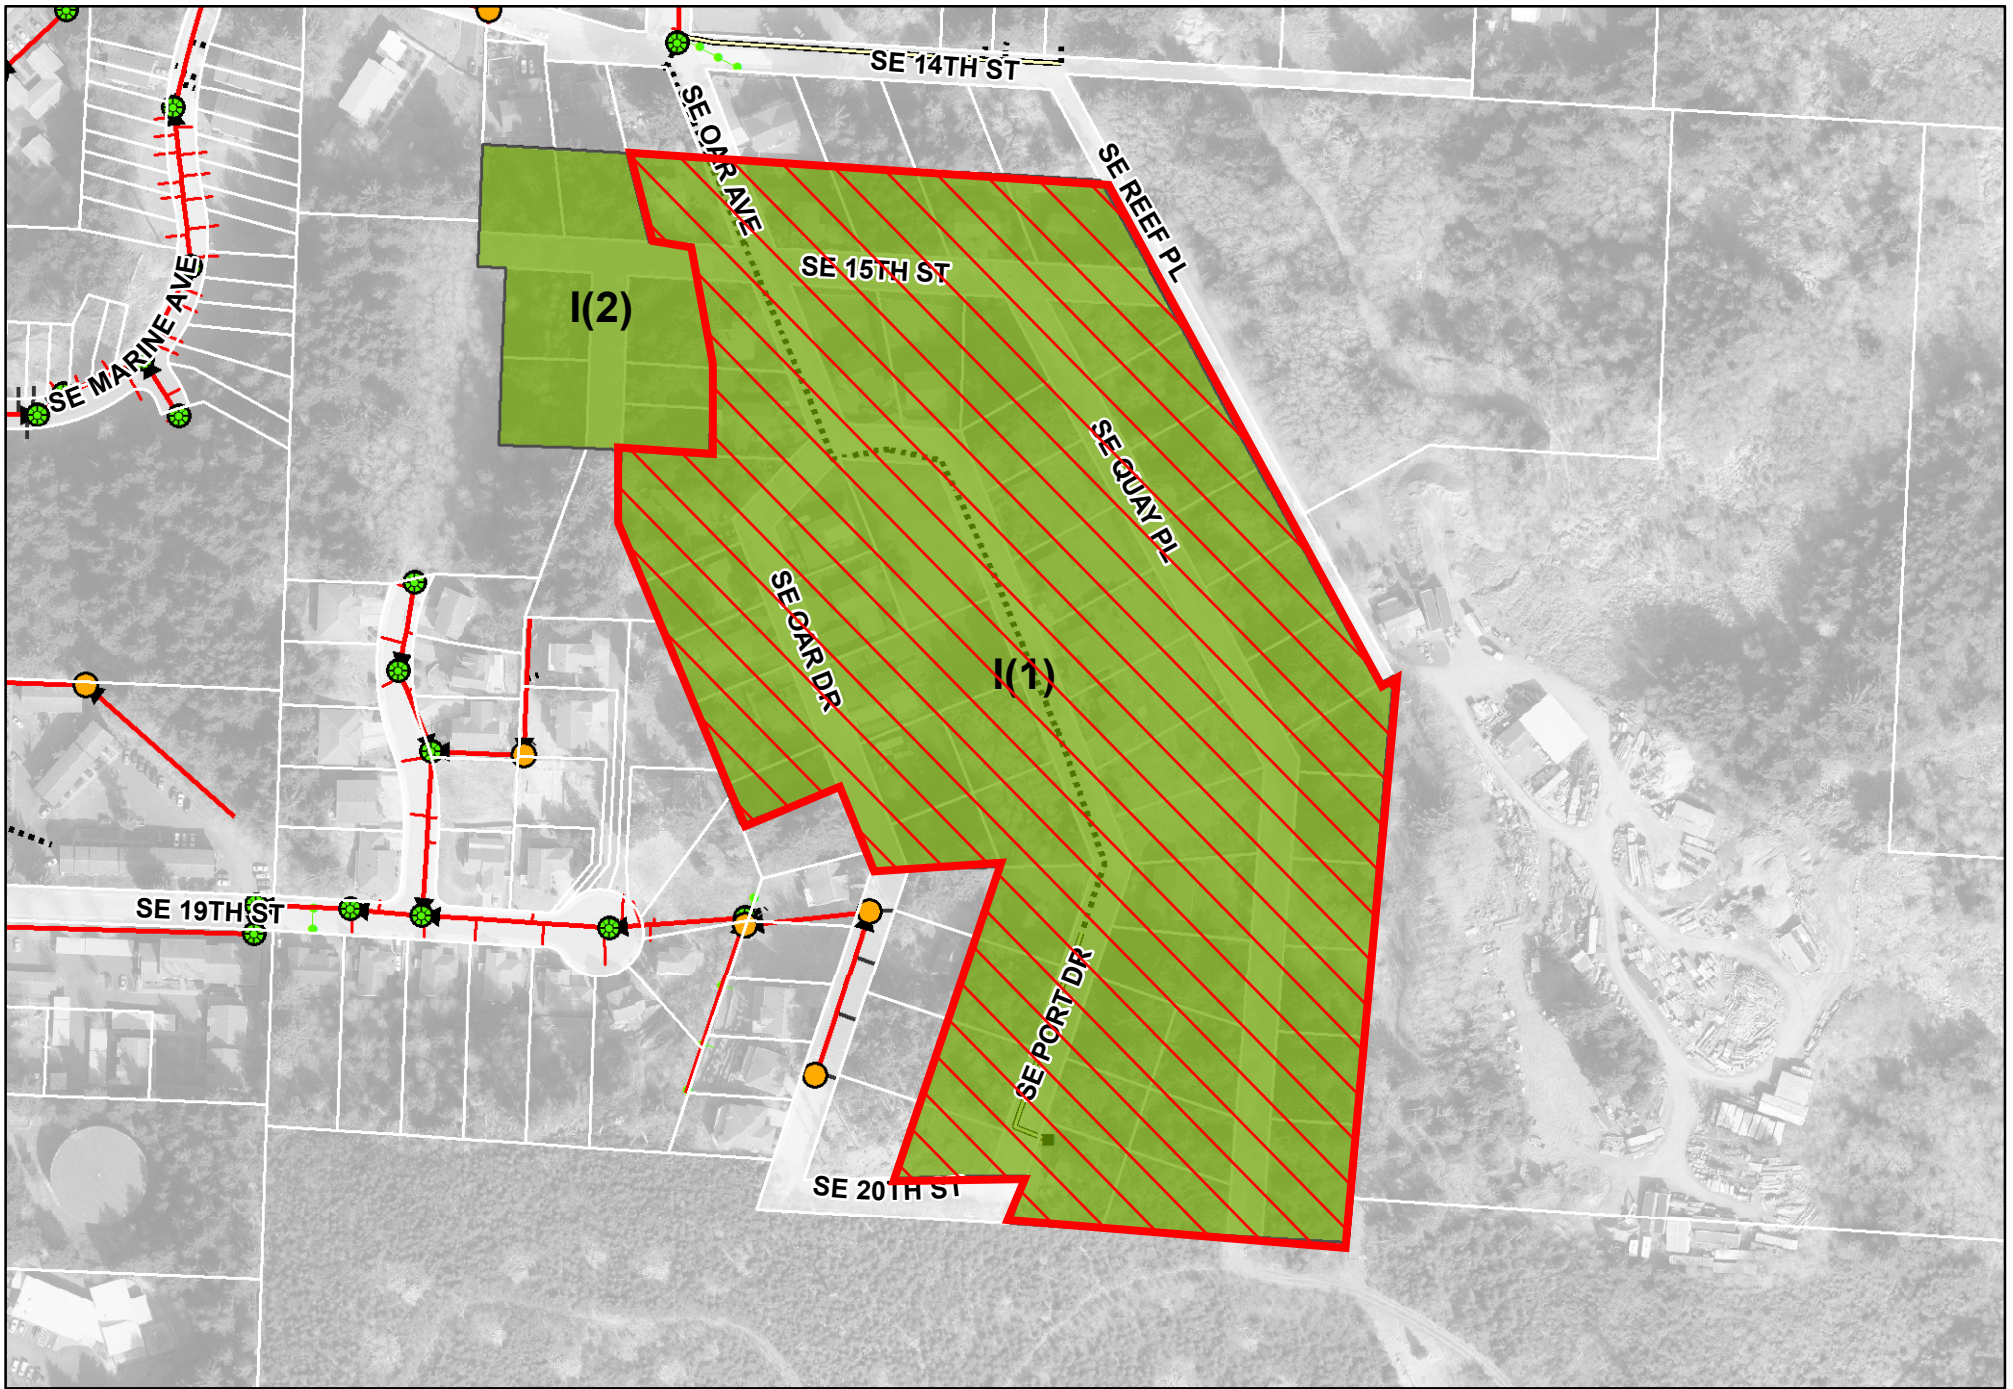 SE 14TH ST
SE OAR AVE
SE REEF PL
SE 15TH ST
I(2)
SE MARINE AVE
SE QUAY PL
SE OAR DR
I(1)
SE 19TH ST
SE PORT DR
SE 20TH ST